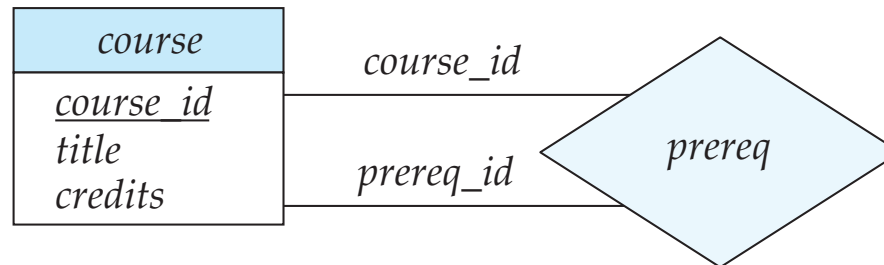 course
course_id
title
credits
course_id
prereq_id
prereq